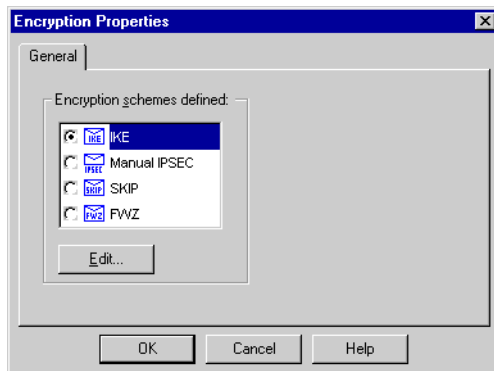 Encryption Properties
General
Encryption schemes defined:
IKE IKE
IPSEC Manual IPSEC
SKIP SKIP
FWZ FWZ
Edit...
OK Cancel Help